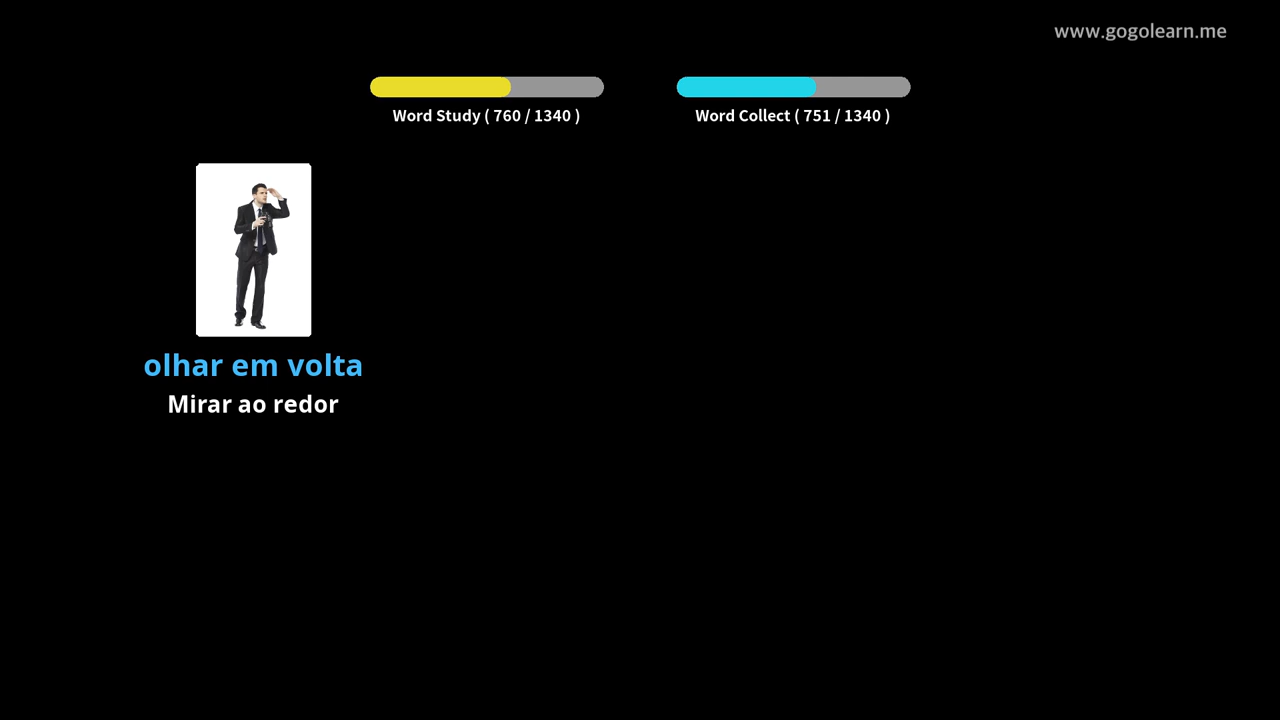 www.gogolearn.me
Word Study ( 760 / 1340 )
Word Collect ( 751 / 1340 )
olhar em volta
Mirar ao redor